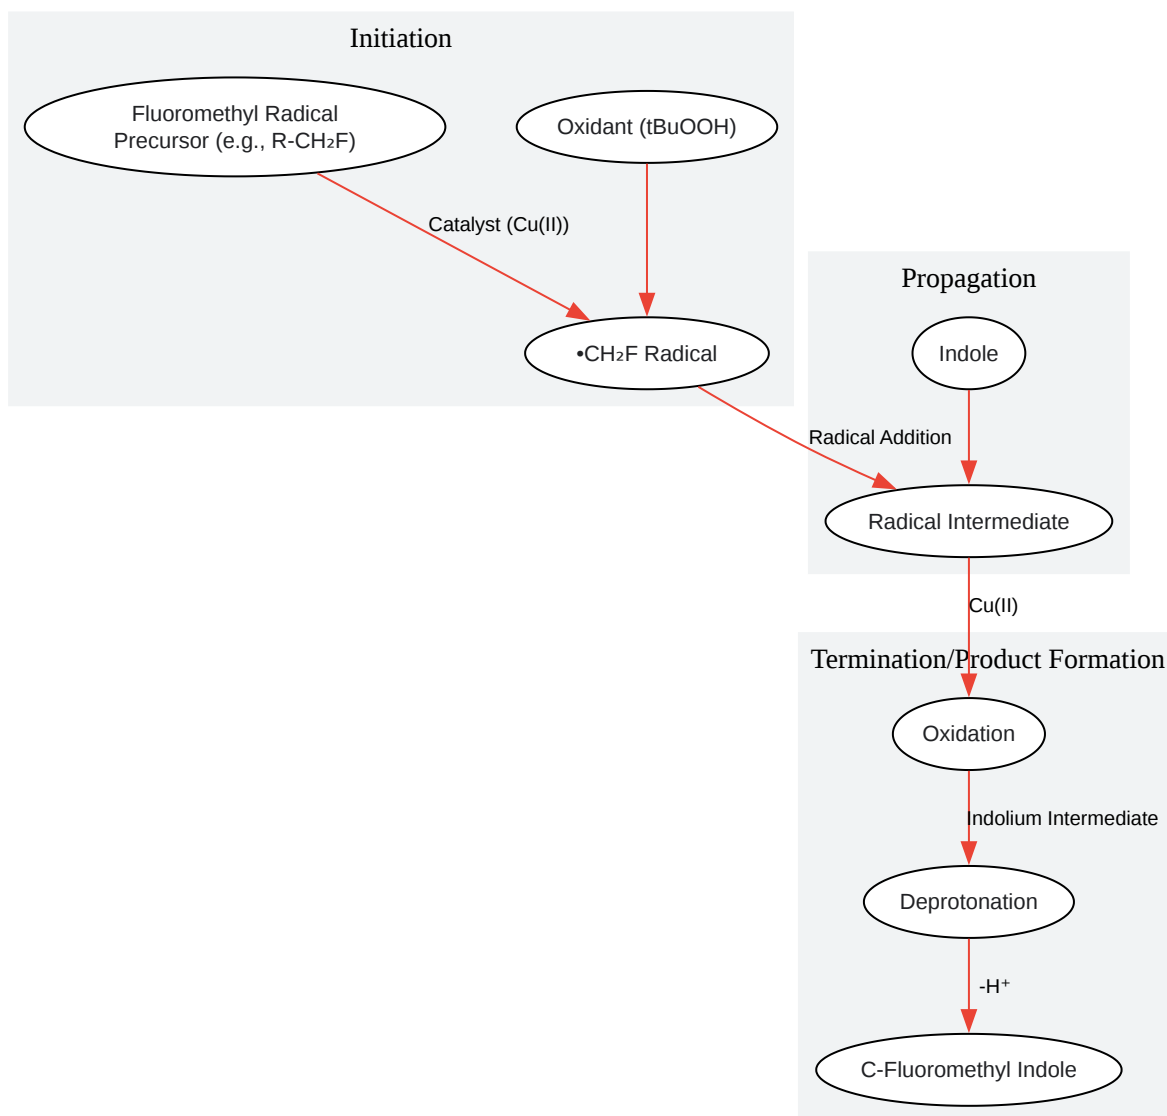 Initiation
Fluoromethyl Radical
Precursor (e.g., R-CH₂F)
Oxidant (tBuOOH)
Catalyst (Cu(II))
•CH₂F Radical
Propagation
Indole
Radical Addition
Radical Intermediate
Cu(II)
Termination/Product Formation
Oxidation
Indolium Intermediate
Deprotonation
-H⁺
C-Fluoromethyl Indole